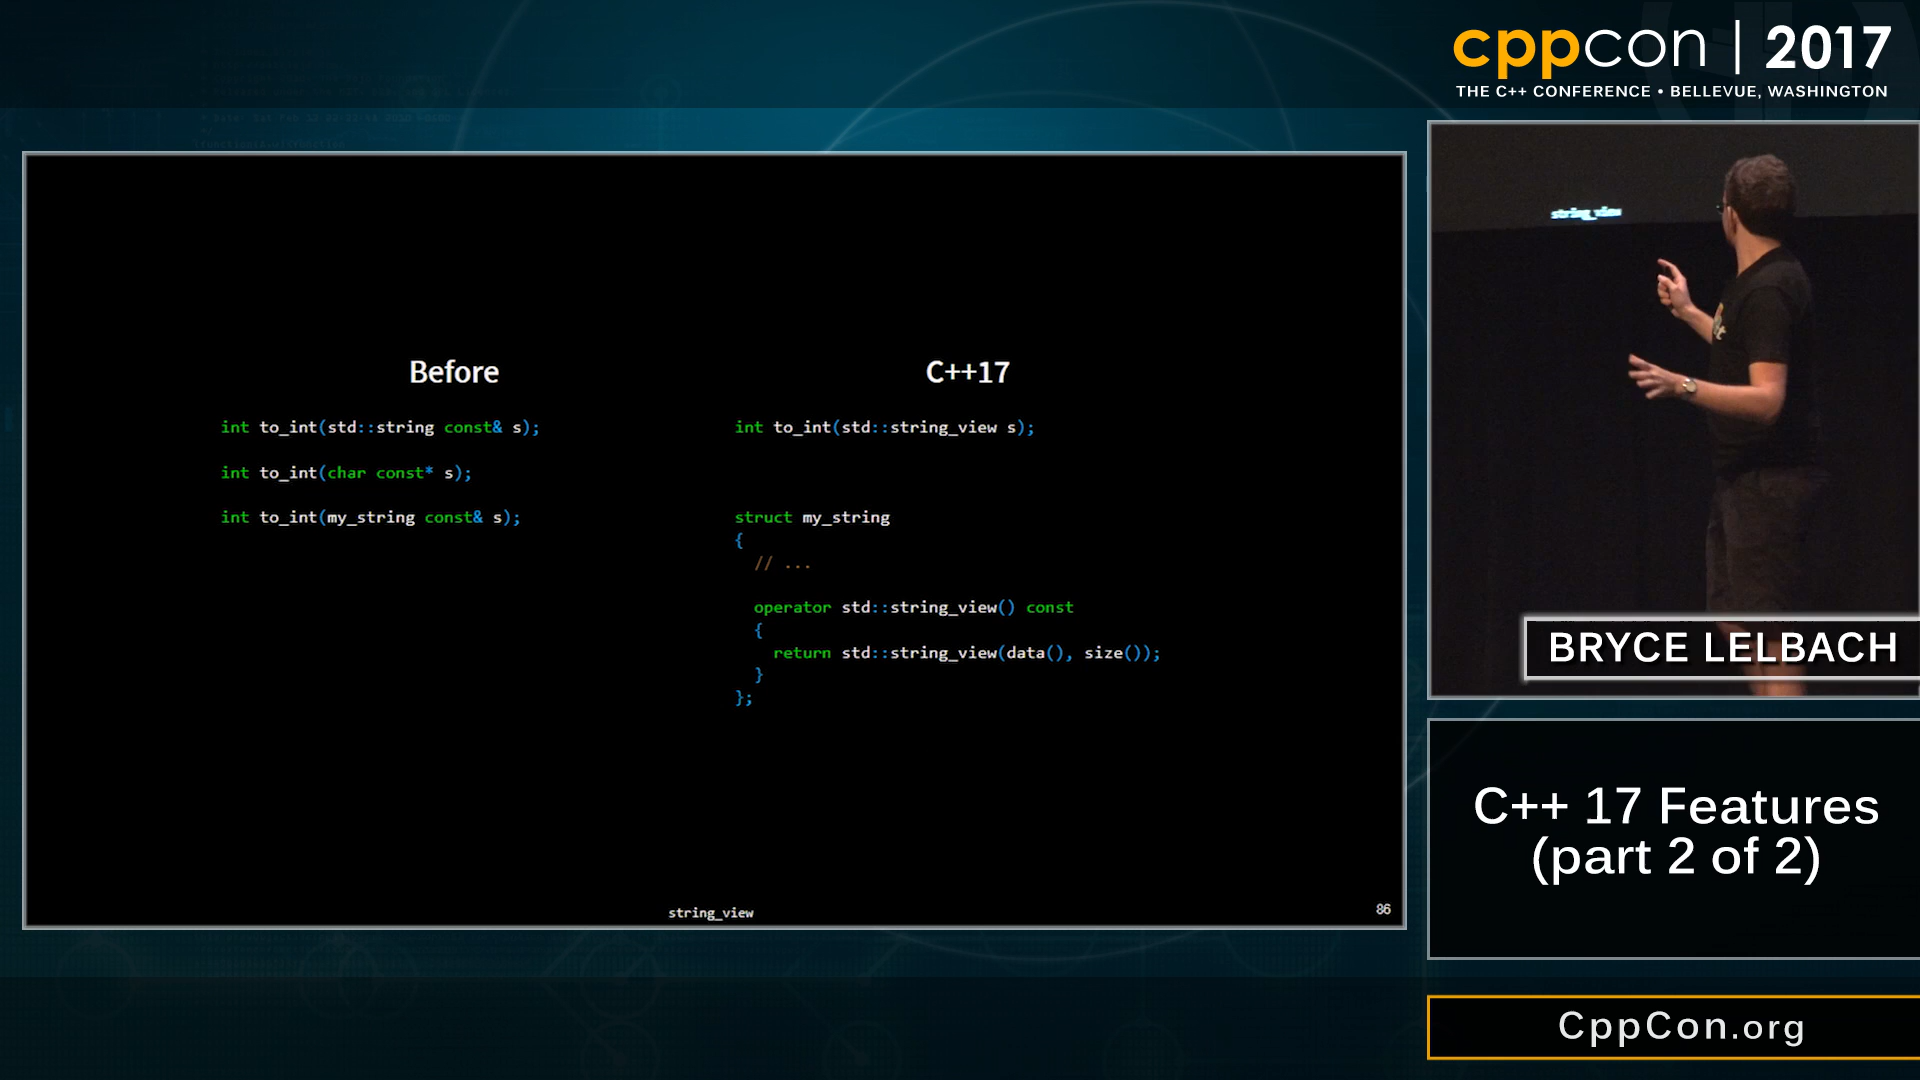 cppcon | 2017
THE C++ CONFERENCE • BELLEVUE, WASHINGTON
Before
int to_int(std::string const& s);
int to_int(char const* s);
int to_int(my_string const& s);
C++17
int to_int(std::string_view s);
struct my_string
{
// ...
operator std::string_view() const
{
return std::string_view(data(), size());
}
};
string_view
86
string_view
BRYCE LELBACH
C++ 17 Features
(part 2 of 2)
CppCon.org